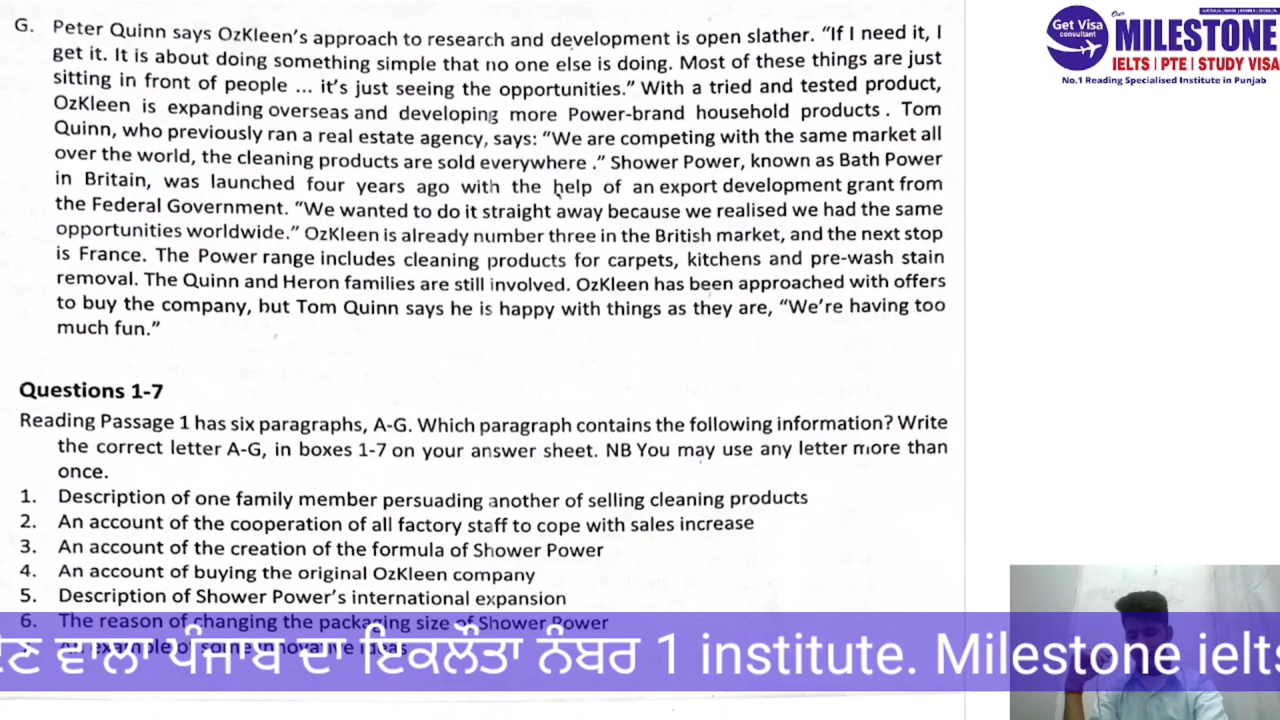 G. Peter Quinn says OzKleen's approach to research and development is open slather. "If I need it, I
get it. It is about doing something simple that no one else is doing. Most of these things are just
sitting in front of people ... it's just seeing the opportunities." With a tried and tested product,
OzKleen is expanding overseas and developing more Power-brand household products . Tom
Quinn, who previously ran a real estate agency, says: "We are competing with the same market all
over the world, the cleaning products are sold everywhere ." Shower Power, known as Bath Power
in Britain, was launched four years ago with the help of an export development grant from
the Federal Government. "We wanted to do it straight away because we realised we had the same
opportunities worldwide." OzKleen is already number three in the British market, and the next stop
is France. The Power range includes cleaning products for carpets, kitchens and pre-wash stain
removal. The Quinn and Heron families are still involved. OzKleen has been approached with offers
to buy the company, but Tom Quinn says he is happy with things as they are, "We're having too
much fun."
Questions 1-7
Reading Passage 1 has six paragraphs, A-G. Which paragraph contains the following information? Write
the correct letter A-G, in boxes 1-7 on your answer sheet. NB You may use any letter more than
once.
1. Description of one family member persuading another of selling cleaning products
2. An account of the cooperation of all factory staff to cope with sales increase
3. An account of the creation of the formula of Shower Power
4. An account of buying the original OzKleen company
5. Description of Shower Power's international expansion
6. The reason of changing the packaging size of Shower Power
An example of some innovative ideas
ਵਾਲਾ ਪੰਜਾਬ ਦਾ ਇਕਲੌਤਾ ਨੰਬਰ 1 institute. Milestone ielts
Get Visa
consultant
Our
MILESTONE
IELTS | PTE | STUDY VISA
No.1 Reading Specialised Institute in Punjab